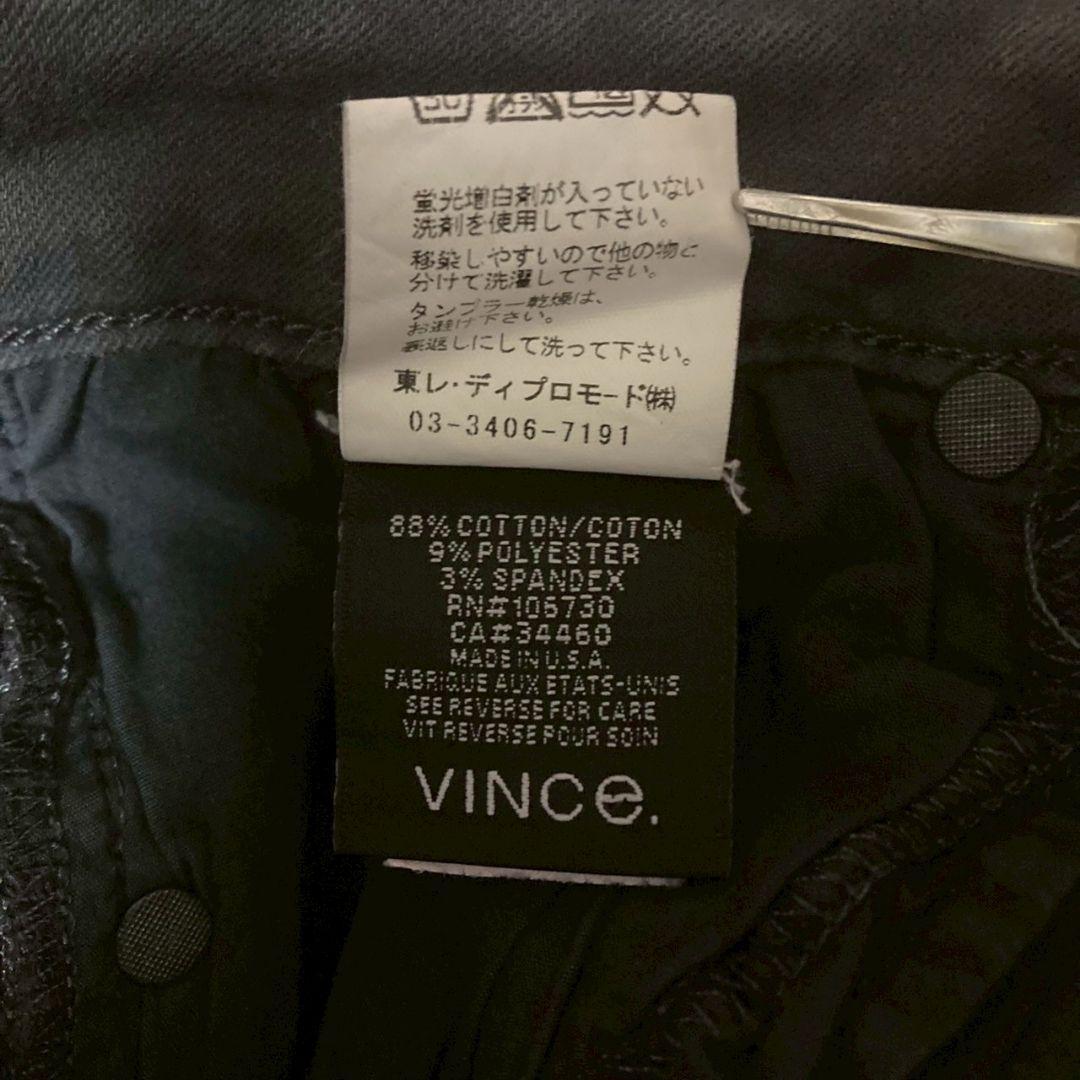 蛍光増白剤が入っていない
洗剤を使用して下さい。
移染しやすいので他の物と
分けて洗濯して下さい。
タンブラー乾燥は、
お避け下さい。
裏返しにして洗って下さい。
東レ・ディプロモード㈱
03-3406-7191
88% COTTON/COTON
9% POLYESTER
3% SPANDEX
RN#106730
CA#34460
MADE IN U.S.A.
FABRIQUE AUX ETATS-UNIS
SEE REVERSE FOR CARE
VIT REVERSE POUR SOIN
VINCe.